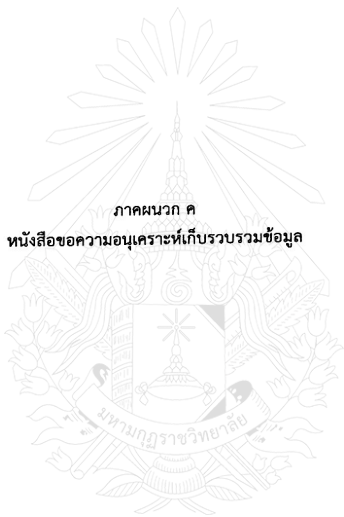 ภาคผนวก ค
หนังสือขอความอนุเคราะห์เก็บรวบรวมข้อมูล
มหามกุฏราชวิทยาลัย